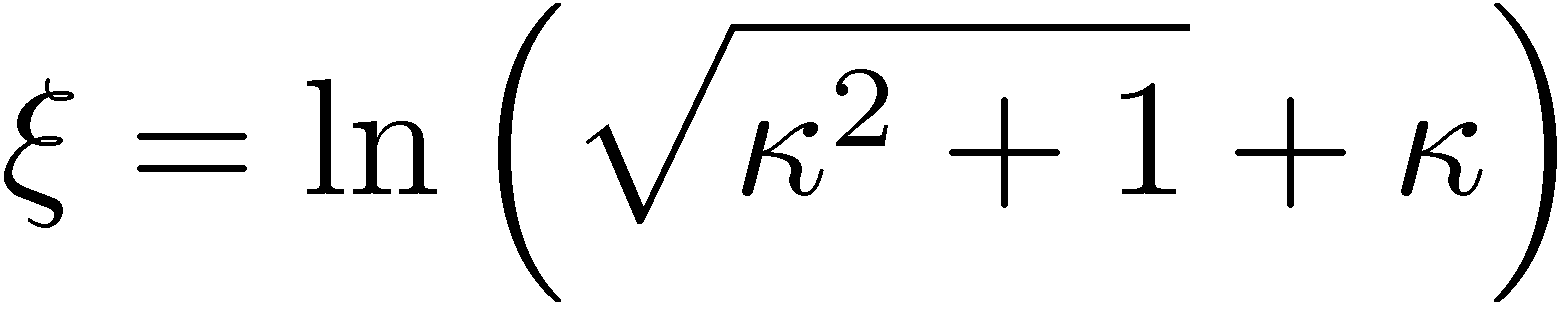 ξ = ln(√(κ² + 1) + κ)